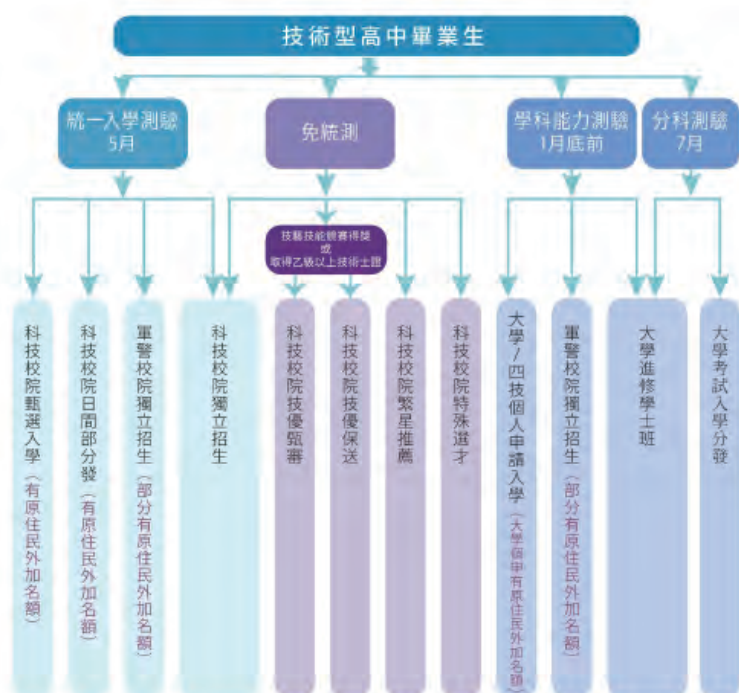 技術型高中畢業生
統一入學測驗
5月
免統測
學科能力測驗
1月底前
分科測驗
7月
技藝技能競賽得獎
或
取得乙級以上技術士證
科技校院甄選入學(有原住民外加名額)
科技校院日間部分發(有原住民外加名額)
軍警校院獨立招生(部分有原住民外加名額)
科技校院獨立招生
科技校院技優甄審
科技校院技優保送
科技校院繁星推薦
科技校院特殊選才
大學/四技個人申請入學(大學個申有原住民外加名額)
軍警校院獨立招生(部分有原住民外加名額)
大學進修學士班
大學考試入學分發